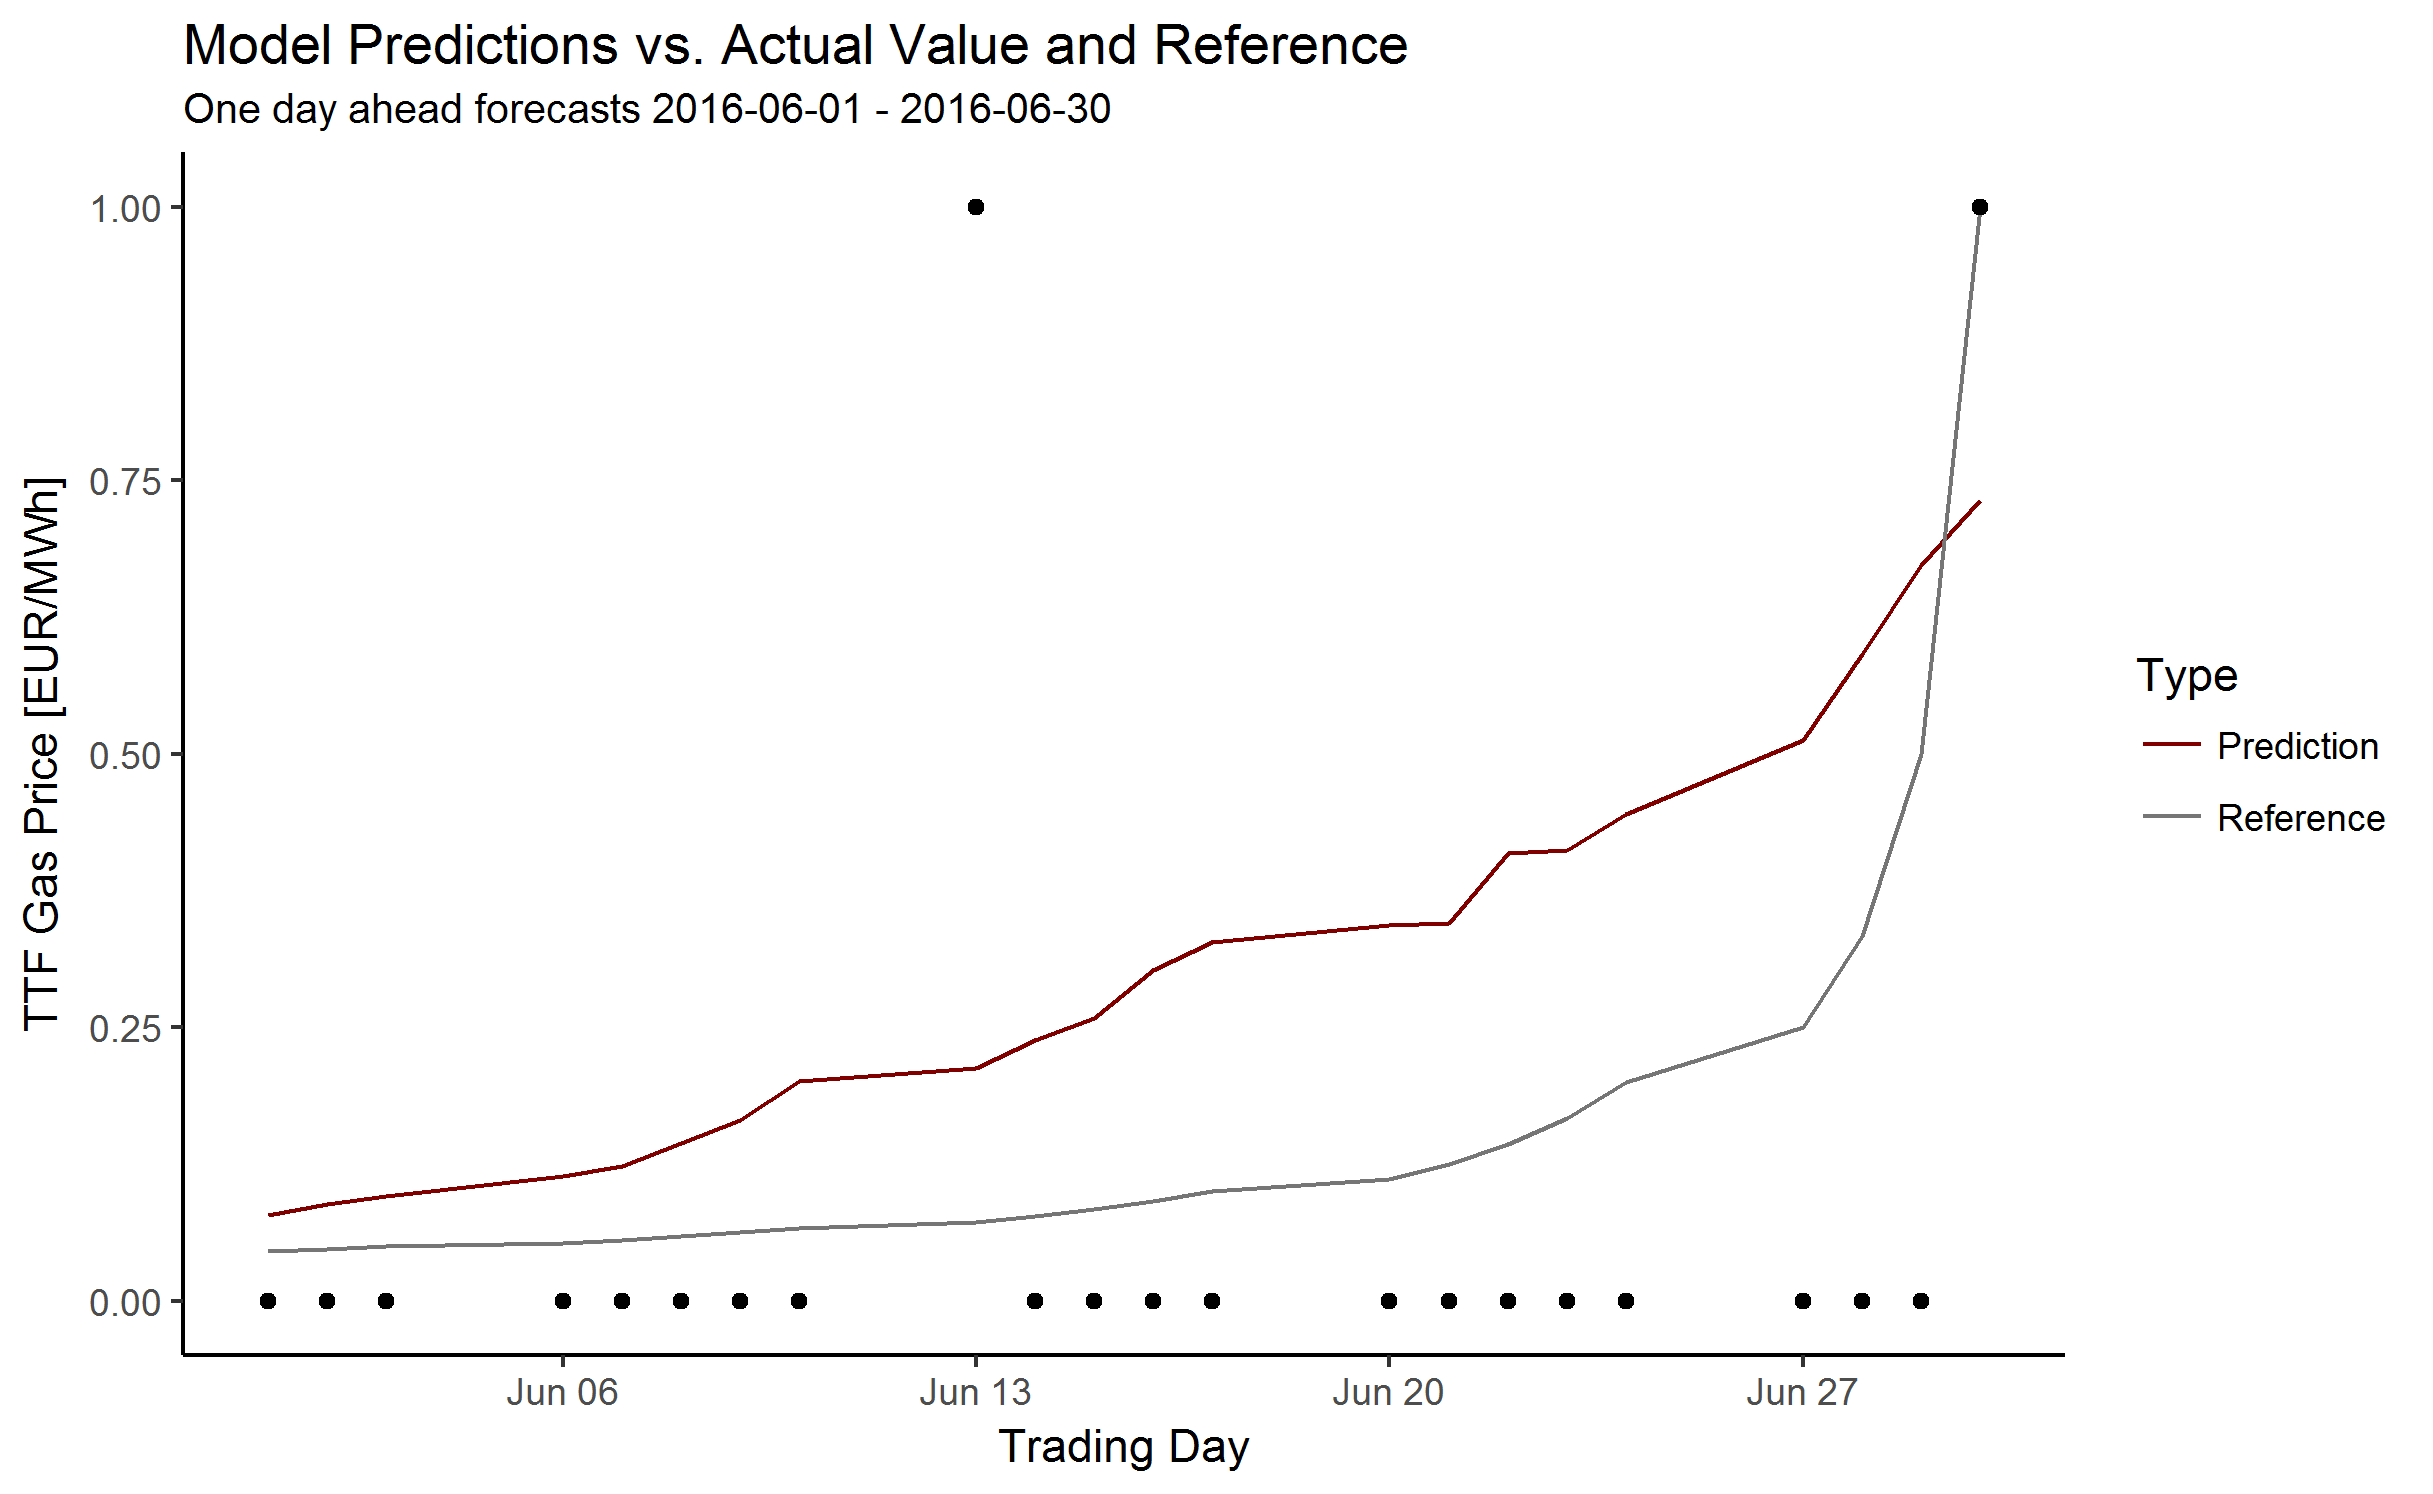 Model Predictions vs. Actual Value and Reference
One day ahead forecasts 2016-06-01 - 2016-06-30
TTF Gas Price [EUR/MWh]
1.00
0.75
0.50
0.25
0.00
Jun 06
Jun 13
Jun 20
Jun 27
Trading Day
Type
Prediction
Reference